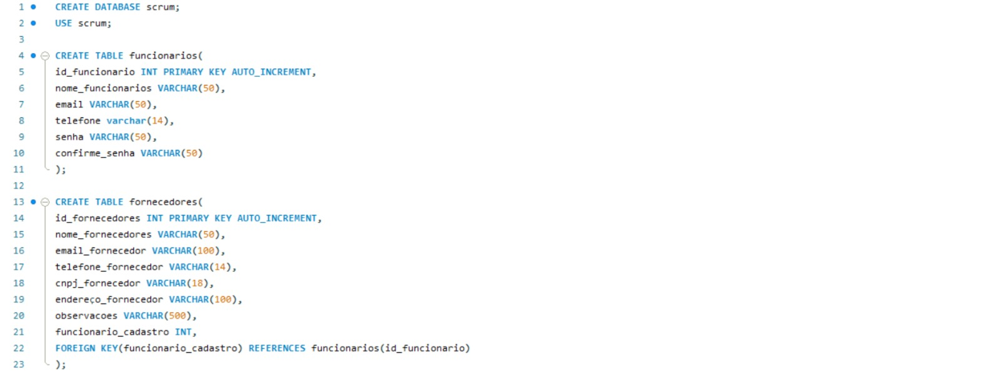 1 CREATE DATABASE scrum;
2 USE scrum;
3
4 CREATE TABLE funcionarios(
5 id_funcionario INT PRIMARY KEY AUTO_INCREMENT,
6 nome_funcionarios VARCHAR(50),
7 email VARCHAR(50),
8 telefone varchar(14),
9 senha VARCHAR(50),
10 confirme_senha VARCHAR(50)
11 );
12
13 CREATE TABLE fornecedores(
14 id_fornecedores INT PRIMARY KEY AUTO_INCREMENT,
15 nome_fornecedores VARCHAR(50),
16 email_fornecedor VARCHAR(100),
17 telefone_fornecedor VARCHAR(14),
18 cnpj_fornecedor VARCHAR(18),
19 endereço_fornecedor VARCHAR(100),
20 observacoes VARCHAR(500),
21 funcionario_cadastro INT,
22 FOREIGN KEY(funcionario_cadastro) REFERENCES funcionarios(id_funcionario)
23 );